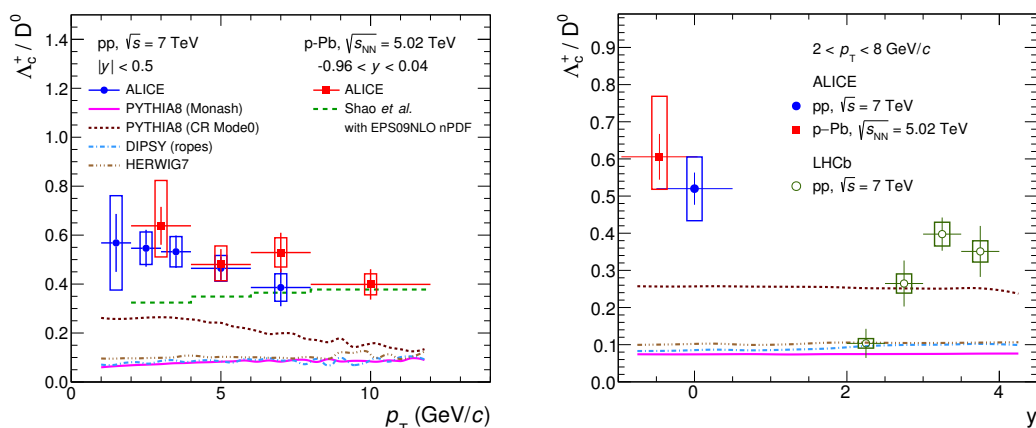 Λc+ / D0
1.4
1.2
1.0
0.8
0.6
0.4
0.2
0.0
pp, √s = 7 TeV
|y| < 0.5
ALICE
PYTHIA8 (Monash)
PYTHIA8 (CR Mode0)
DIPSY (ropes)
HERWIG7
p-Pb, √sNN = 5.02 TeV
-0.96 < y < 0.04
ALICE
Shao et al.
with EPS09NLO nPDF
0 5 10
pT (GeV/c)
Λc+ / D0
0.9
0.8
0.7
0.6
0.5
0.4
0.3
0.2
0.1
0.0
2 < pT < 8 GeV/c
ALICE
pp, √s = 7 TeV
p−Pb, √sNN = 5.02 TeV
LHCb
pp, √s = 7 TeV
0 2 4
y